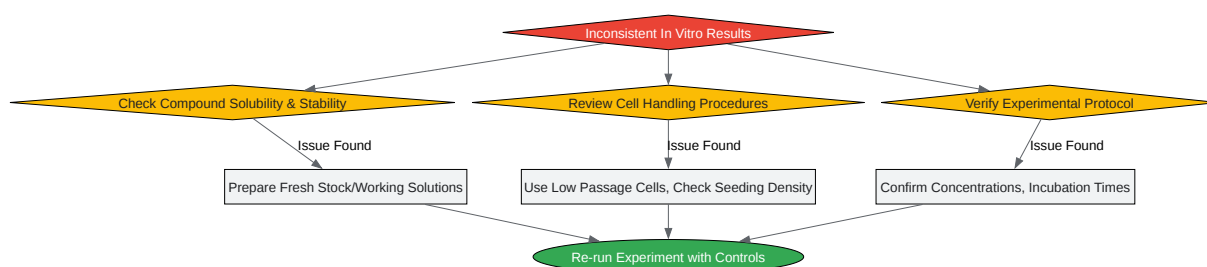 Inconsistent In Vitro Results
Check Compound Solubility & Stability
Review Cell Handling Procedures
Verify Experimental Protocol
Issue Found
Issue Found
Issue Found
Prepare Fresh Stock/Working Solutions
Use Low Passage Cells, Check Seeding Density
Confirm Concentrations, Incubation Times
Re-run Experiment with Controls